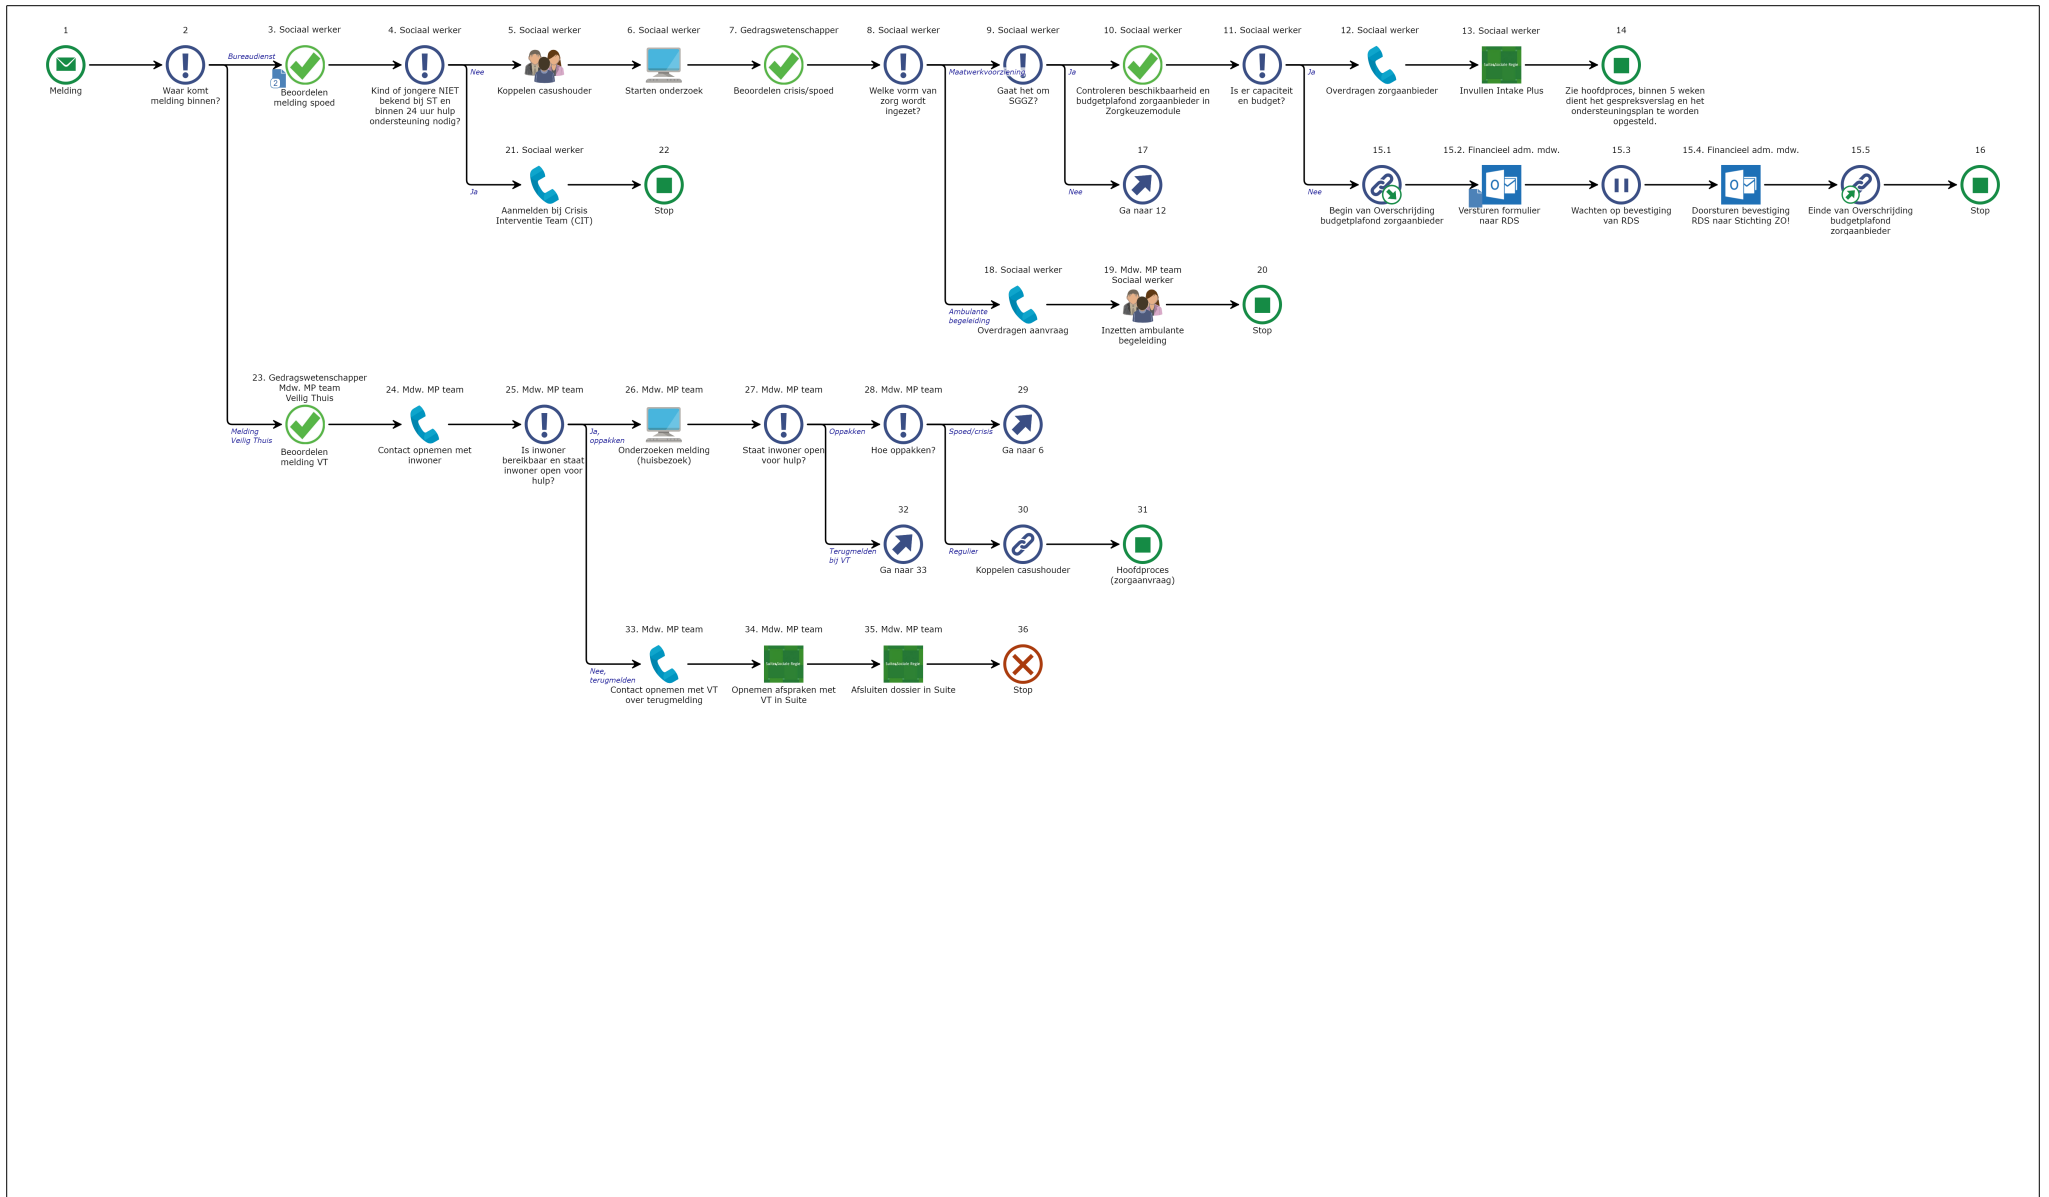 1
2
3. Sociaal werker
4. Sociaal werker
5. Sociaal werker
6. Sociaal werker
7. Gedragswetenschapper
8. Sociaal werker
9. Sociaal werker
10. Sociaal werker
11. Sociaal werker
12. Sociaal werker
13. Sociaal werker
14
Bureaudienst
2
Nee
Maatwerkvoorziening
Ja
Ja
Melding
Waar komt
melding binnen?
Beoordelen
melding spoed
Kind of jongere NIET
bekend bij ST en
binnen 24 uur hulp
ondersteuning nodig?
Koppelen casushouder
Starten onderzoek
Beoordelen crisis/spoed
Welke vorm van
zorg wordt
ingezet?
Gaat het om
SGGZ?
Controleren beschikbaarheid en
budgetplafond zorgaanbieder in
Zorgkeuzemodule
Is er capaciteit
en budget?
Overdragen zorgaanbieder
Invullen Intake Plus
Zie hoofdproces, binnen 5 weken
dient het gespreksverslag en het
ondersteuningsplan te worden
opgesteld.
21. Sociaal werker
22
17
15.1
15.2. Financieel adm. mdw.
15.3
15.4. Financieel adm. mdw.
15.5
16
Ja
Nee
Nee
Aanmelden bij Crisis
Interventie Team (CIT)
Stop
Ga naar 12
Begin van Overschrijding
budgetplafond zorgaanbieder
Versturen formulier
naar RDS
Wachten op bevestiging
van RDS
Doorsturen bevestiging
RDS naar Stichting ZO!
Einde van Overschrijding
budgetplafond
zorgaanbieder
Stop
18. Sociaal werker
19. Mdw. MP team
Sociaal werker
20
Ambulante
begeleiding
Overdragen aanvraag
Inzetten ambulante
begeleiding
Stop
23. Gedragswetenschapper
Mdw. MP team
Veilig Thuis
24. Mdw. MP team
25. Mdw. MP team
26. Mdw. MP team
27. Mdw. MP team
28. Mdw. MP team
29
Melding
Veilig Thuis
Ja,
oppakken
Oppakken
Spoed/crisis
Beoordelen
melding VT
Contact opnemen met
inwoner
Is inwoner
bereikbaar en staat
inwoner open voor
hulp?
Onderzoeken melding
(huisbezoek)
Staat inwoner open
voor hulp?
Hoe oppakken?
Ga naar 6
32
30
31
Terugmelden
bij VT
Regulier
Ga naar 33
Koppelen casushouder
Hoofdproces
(zorgaanvraag)
33. Mdw. MP team
34. Mdw. MP team
35. Mdw. MP team
36
Nee,
terugmelden
Contact opnemen met VT
over terugmelding
Opnemen afspraken met
VT in Suite
Afsluiten dossier in Suite
Stop